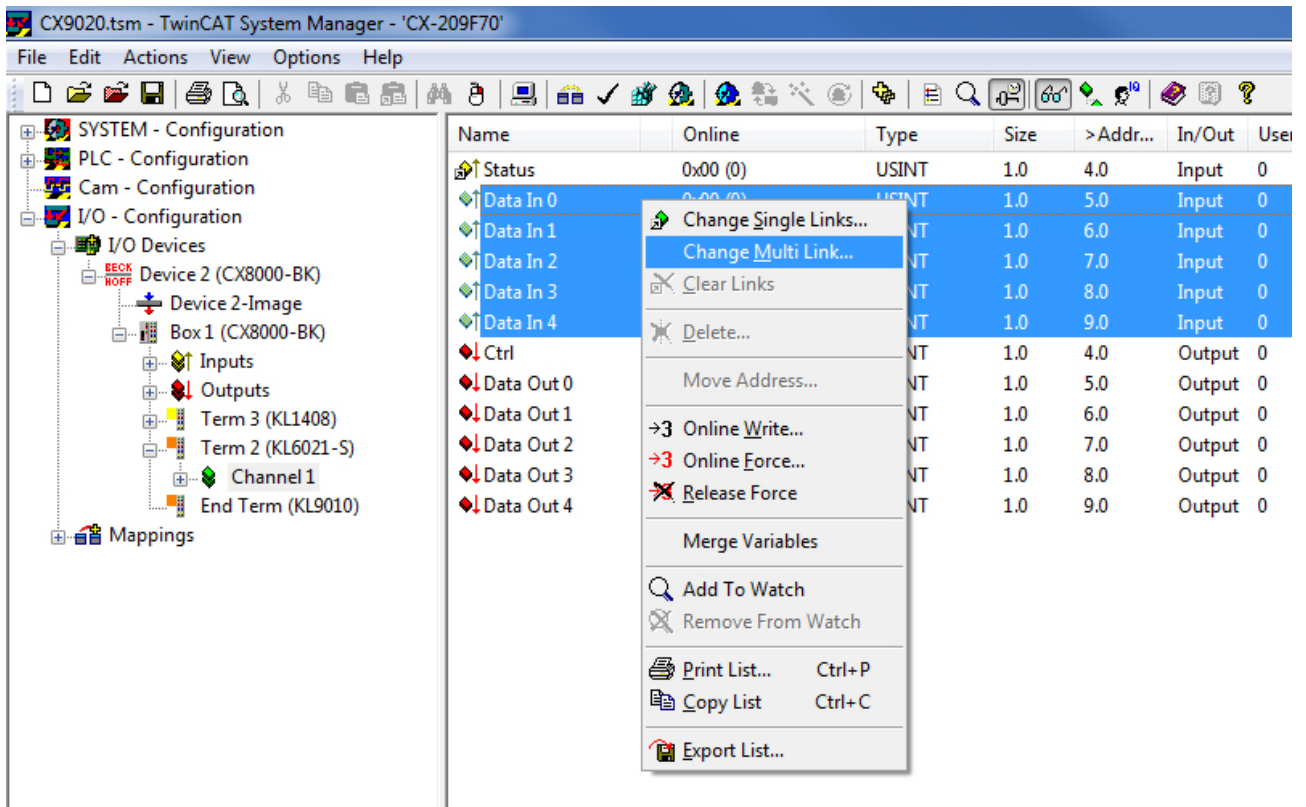 CX9020.tsm - TwinCAT System Manager - 'CX-209F70'
File Edit Actions View Options Help
SYSTEM - Configuration
PLC - Configuration
Cam - Configuration
I/O - Configuration
I/O Devices
BECK
HOFF
Device 2 (CX8000-BK)
Device 2-Image
Box 1 (CX8000-BK)
Inputs
Outputs
Term 3 (KL1408)
Term 2 (KL6021-S)
Channel 1
End Term (KL9010)
Mappings
Name Online Type Size >Addr... In/Out User
Status 0x00 (0) USINT 1.0 4.0 Input 0
Data In 0 0x00 (0) USINT 1.0 5.0 Input 0
Data In 1 NT 1.0 6.0 Input 0
Data In 2 NT 1.0 7.0 Input 0
Data In 3 NT 1.0 8.0 Input 0
Data In 4 NT 1.0 9.0 Input 0
Ctrl NT 1.0 4.0 Output 0
Data Out 0 NT 1.0 5.0 Output 0
Data Out 1 NT 1.0 6.0 Output 0
Data Out 2 NT 1.0 7.0 Output 0
Data Out 3 NT 1.0 8.0 Output 0
Data Out 4 NT 1.0 9.0 Output 0
Change Single Links...
Change Multi Link...
Clear Links
Delete...
Move Address...
→3 Online Write...
→3 Online Force...
Release Force
Merge Variables
Add To Watch
Remove From Watch
Print List... Ctrl+P
Copy List Ctrl+C
Export List...